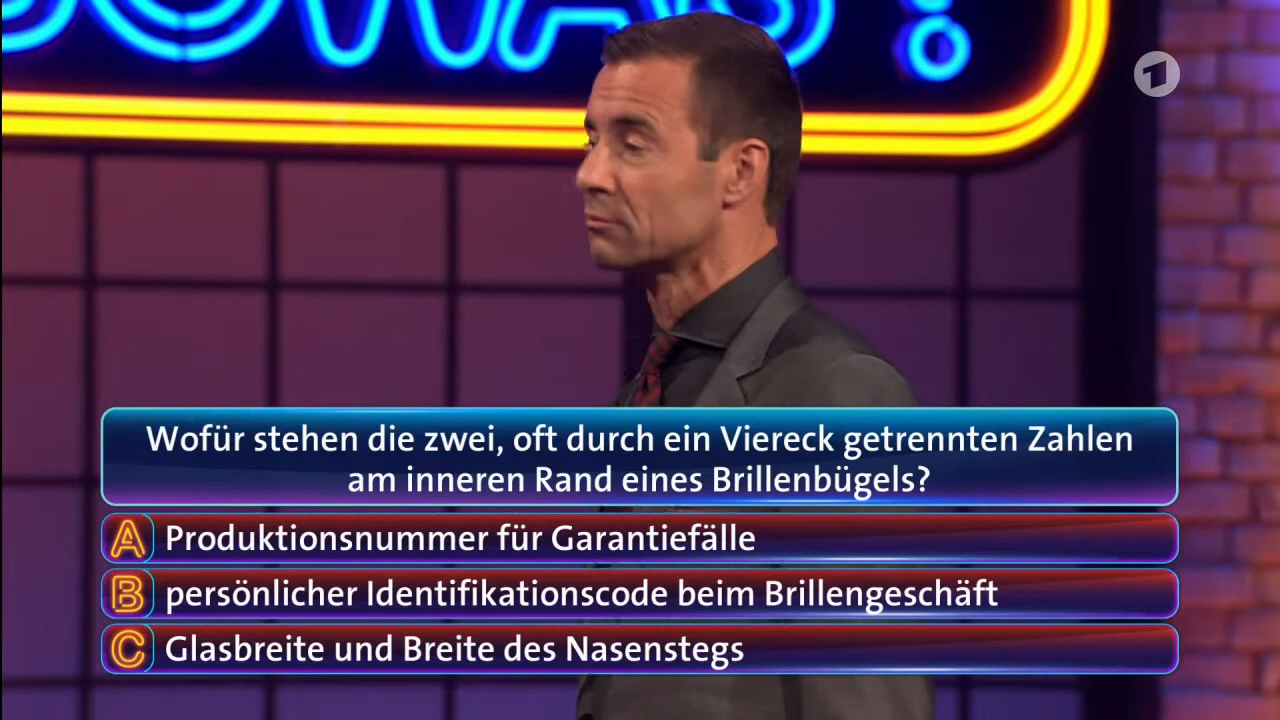 1
Wofür stehen die zwei, oft durch ein Viereck getrennten Zahlen
am inneren Rand eines Brillenbügels?
A Produktionsnummer für Garantiefälle
B persönlicher Identifikationscode beim Brillengeschäft
C Glasbreite und Breite des Nasenstegs